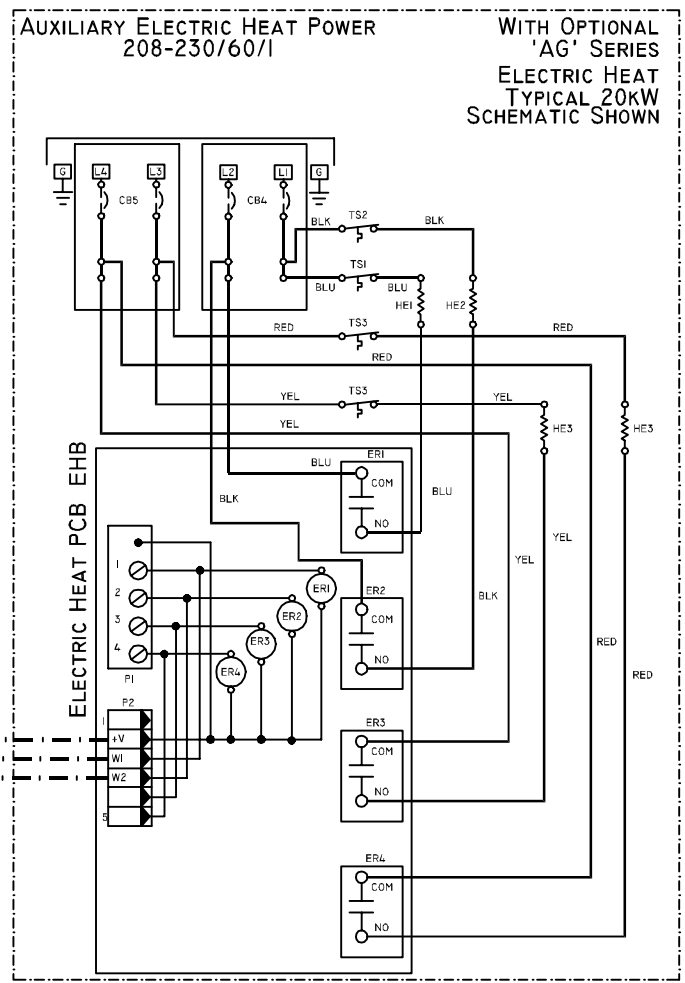 AUXILIARY ELECTRIC HEAT POWER
208-230/60/1
WITH OPTIONAL
'AG' SERIES
ELECTRIC HEAT
TYPICAL 20KW
SCHEMATIC SHOWN
G
L4
L3
L2
L1
G
CB5
CB4
BLK
TS2
BLK
TS1
BLU
BLU
HE1
HE2
RED
TS3
RED
RED
TS3
YEL
YEL
YEL
HE3
HE3
ELECTRIC HEAT PCB EHB
BLU
ER1
COM
NO
BLU
BLK
YEL
YEL
1
2
3
4
P1
ER1
ER2
ER3
ER4
ER2
COM
NO
BLK
RED
RED
P2
1
+V
W1
W2
5
ER3
COM
NO
ER4
COM
NO